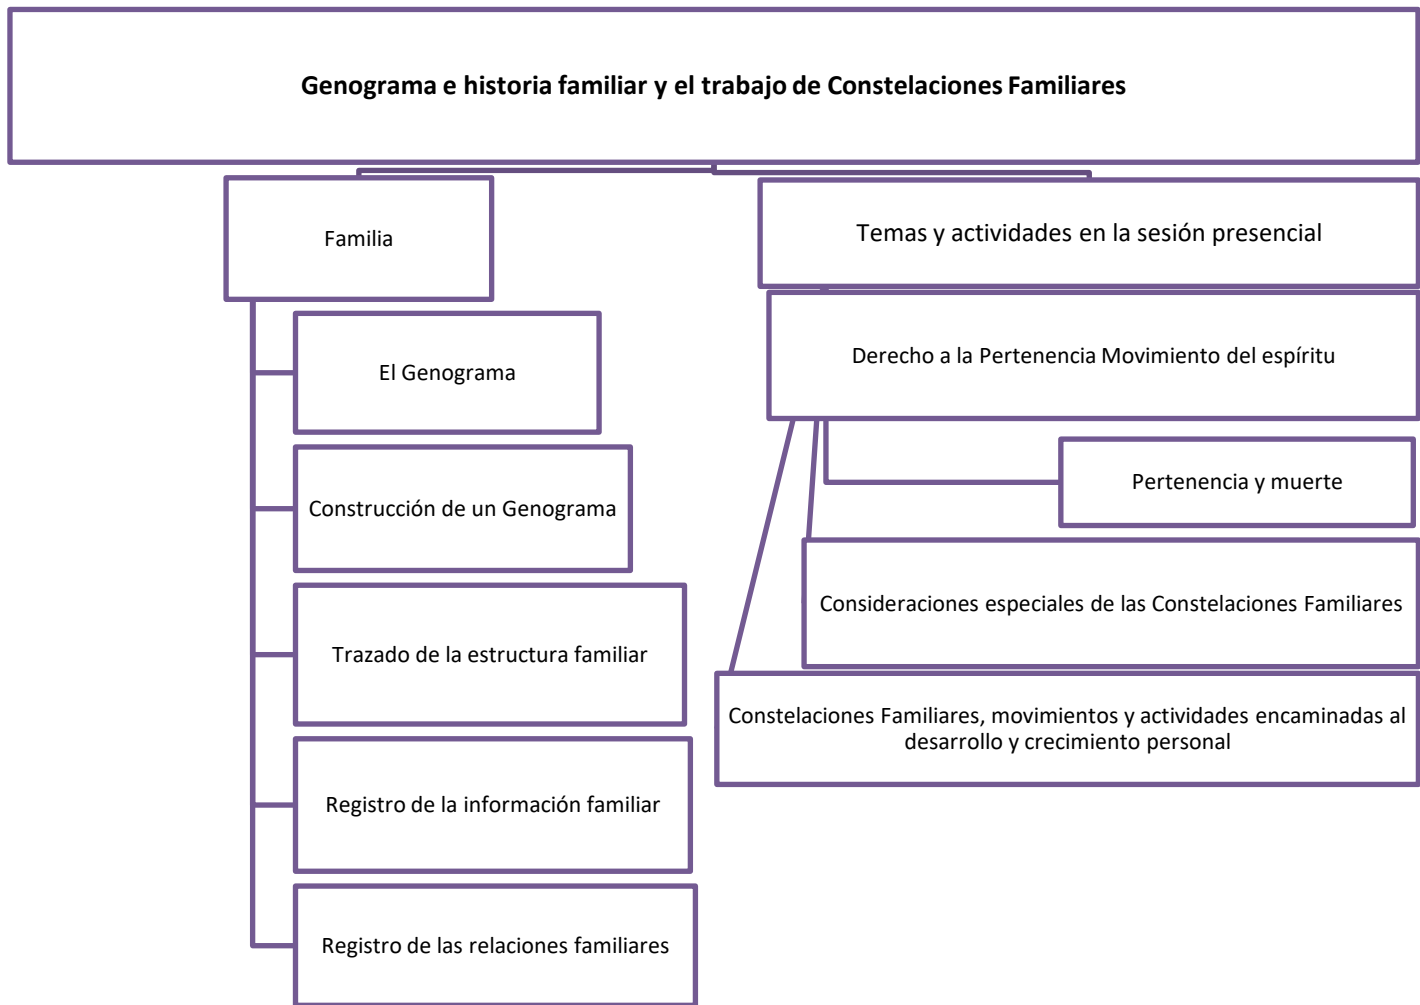 Genograma e historia familiar y el trabajo de Constelaciones Familiares
Familia
El Genograma
Construcción de un Genograma
Trazado de la estructura familiar
Registro de la información familiar
Registro de las relaciones familiares
Temas y actividades en la sesión presencial
Derecho a la Pertenencia Movimiento del espíritu
Pertenencia y muerte
Consideraciones especiales de las Constelaciones Familiares
Constelaciones Familiares, movimientos y actividades encaminadas al
desarrollo y crecimiento personal